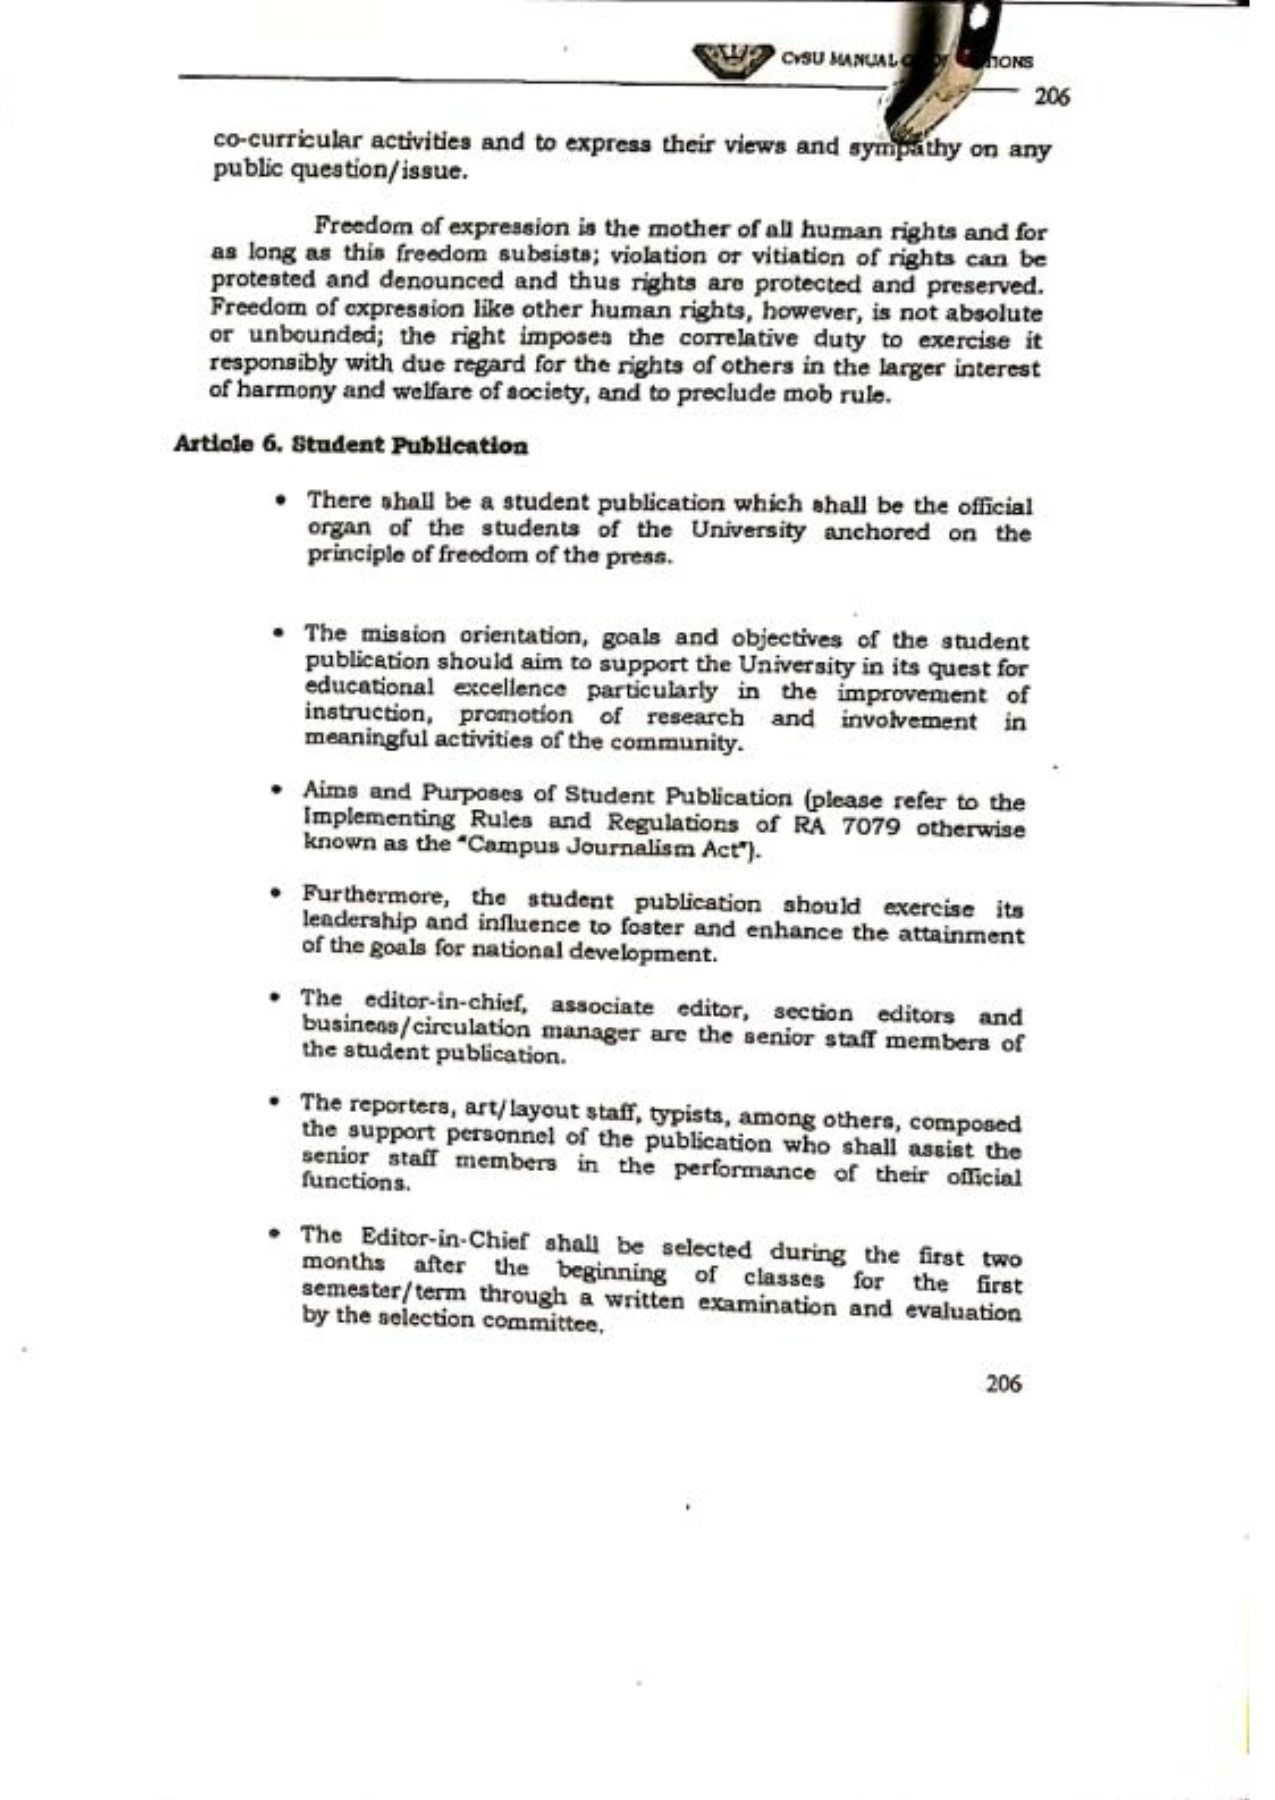 CvSU MANUAL
206
co-curricular activities and to express their views and sympathy on any
public question/issue.
Freedom of expression is the mother of all human rights and for
as long as this freedom subsists; violation or vitiation of rights can be
protested and denounced and thus rights are protected and preserved.
Freedom of expression like other human rights, however, is not absolute
or unbounded; the right imposes the correlative duty to exercise it
responsibly with due regard for the rights of others in the larger interest
of harmony and welfare of society, and to preclude mob rule.
Article 6. Student Publication
• There shall be a student publication which shall be the official
organ of the students of the University anchored on the
principle of freedom of the press.
• The mission orientation, goals and objectives of the student
publication should aim to support the University in its quest for
educational excellence particularly in the improvement of
instruction, promotion of research and involvement in
meaningful activities of the community.
• Aims and Purposes of Student Publication (please refer to the
Implementing Rules and Regulations of RA 7079 otherwise
known as the "Campus Journalism Act").
• Furthermore, the student publication should exercise its
leadership and influence to foster and enhance the attainment
of the goals for national development.
• The editor-in-chief, associate editor, section editors and
business/circulation manager are the senior staff members of
the student publication.
• The reporters, art/layout staff, typists, among others, composed
the support personnel of the publication who shall assist the
senior staff members in the performance of their official
functions.
• The Editor-in-Chief shall be selected during the first two
months after the beginning of classes for the first
semester/term through a written examination and evaluation
by the selection committee.
206